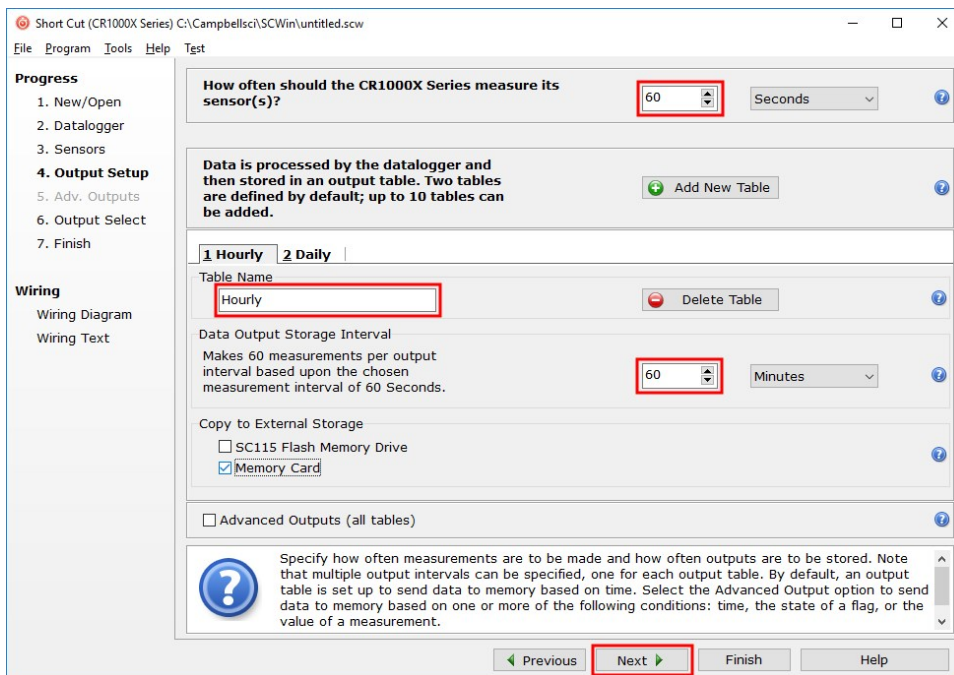 Short Cut (CR1000X Series) C:\Campbellsci\SCWin\untitled.scw
File Program Tools Help Test
Progress
1. New/Open
2. Datalogger
3. Sensors
4. Output Setup
5. Adv. Outputs
6. Output Select
7. Finish
Wiring
Wiring Diagram
Wiring Text
How often should the CR1000X Series measure its
sensor(s)?
60
Seconds
Data is processed by the datalogger and
then stored in an output table. Two tables
are defined by default; up to 10 tables can
be added.
Add New Table
1 Hourly 2 Daily
Table Name
Hourly
Delete Table
Data Output Storage Interval
Makes 60 measurements per output
interval based upon the chosen
measurement interval of 60 Seconds.
60
Minutes
Copy to External Storage
SC115 Flash Memory Drive
Memory Card
Advanced Outputs (all tables)
Specify how often measurements are to be made and how often outputs are to be stored. Note
that multiple output intervals can be specified, one for each output table. By default, an output
table is set up to send data to memory based on time. Select the Advanced Output option to send
data to memory based on one or more of the following conditions: time, the state of a flag, or the
value of a measurement.
Previous Next Finish Help